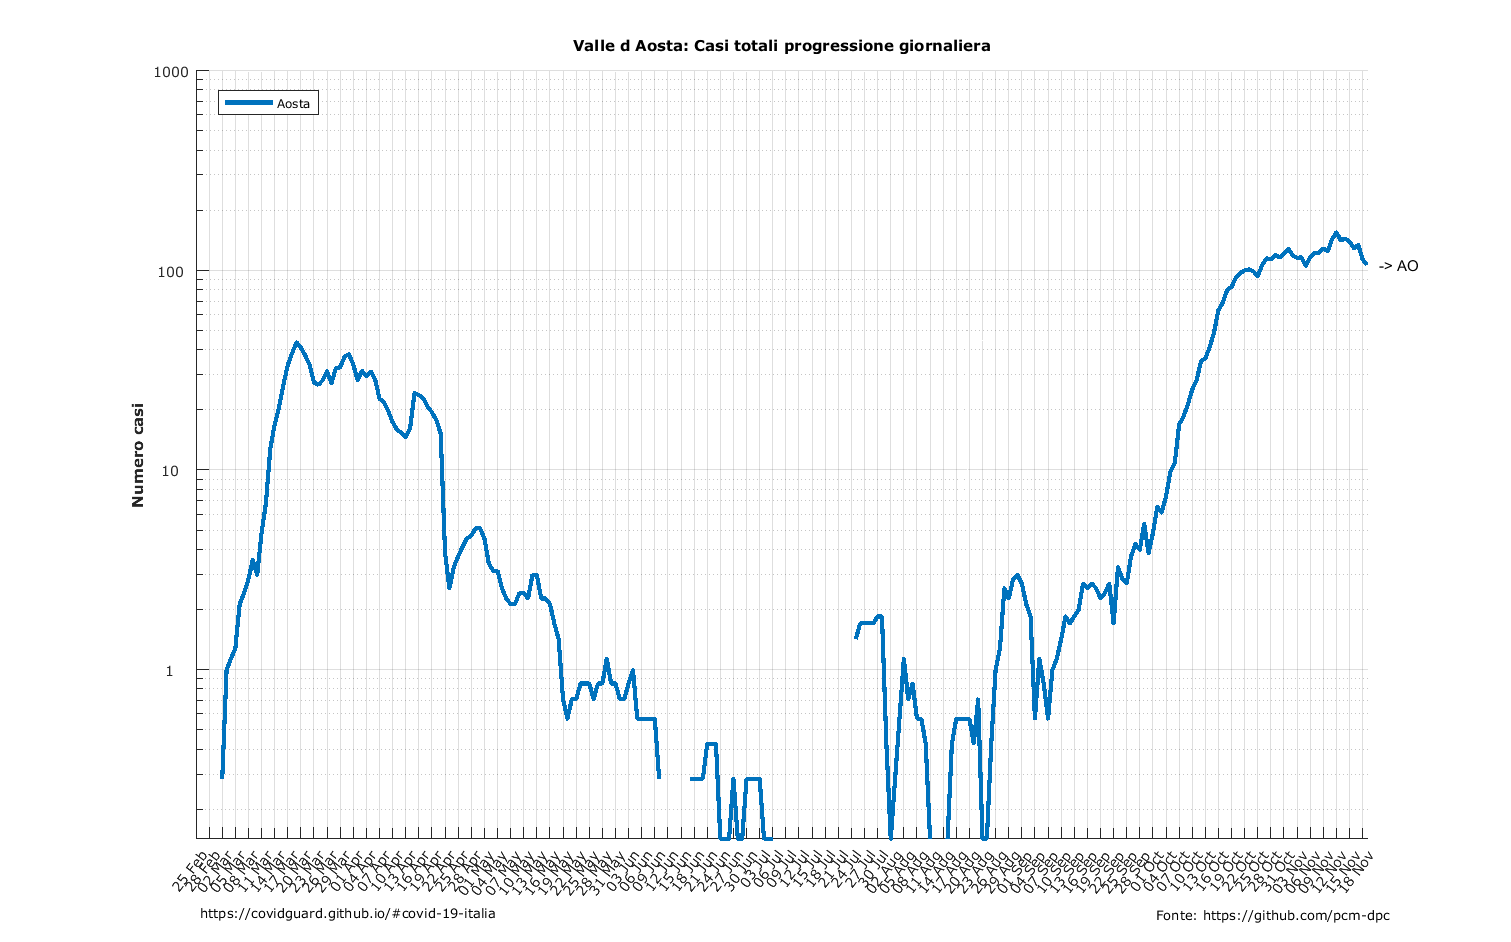 Valle d Aosta: Casi totali progressione giornaliera
Aosta
1000
100
10
1
Numero casi
-> AO
25 Feb
28 Feb
02 Mar
05 Mar
08 Mar
11 Mar
14 Mar
17 Mar
20 Mar
23 Mar
26 Mar
29 Mar
01 Apr
04 Apr
07 Apr
10 Apr
13 Apr
16 Apr
19 Apr
22 Apr
25 Apr
28 Apr
01 May
04 May
07 May
10 May
13 May
16 May
19 May
22 May
25 May
28 May
31 May
03 Jun
06 Jun
09 Jun
12 Jun
15 Jun
18 Jun
21 Jun
24 Jun
27 Jun
30 Jun
03 Jul
06 Jul
09 Jul
12 Jul
15 Jul
18 Jul
21 Jul
24 Jul
27 Jul
30 Jul
02 Aug
05 Aug
08 Aug
11 Aug
14 Aug
17 Aug
20 Aug
23 Aug
26 Aug
29 Aug
01 Sep
04 Sep
07 Sep
10 Sep
13 Sep
16 Sep
19 Sep
22 Sep
25 Sep
28 Sep
01 Oct
04 Oct
07 Oct
10 Oct
13 Oct
16 Oct
19 Oct
22 Oct
25 Oct
28 Oct
31 Oct
03 Nov
06 Nov
09 Nov
12 Nov
15 Nov
18 Nov
https://covidguard.github.io/#covid-19-italia
Fonte: https://github.com/pcm-dpc